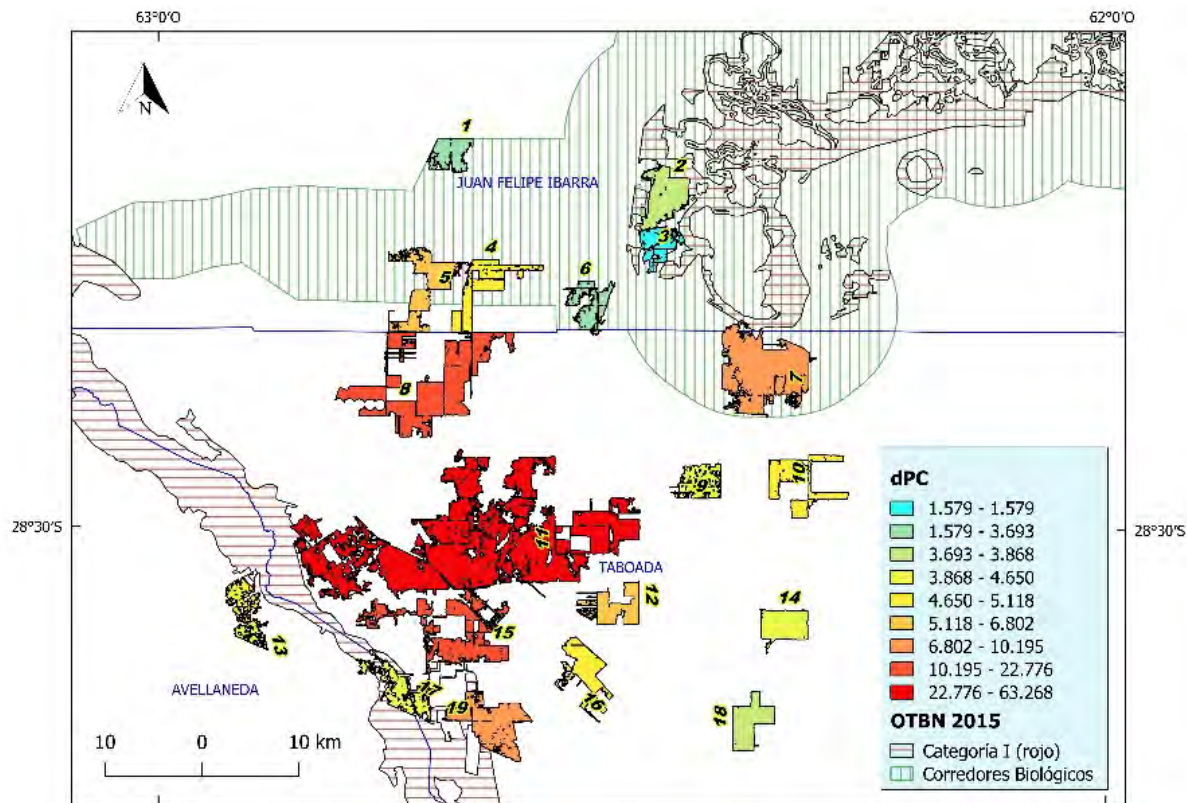 63°0'O
62°0'O
N
1
JUAN FELIPE IBARRA
2
3
4
5
6
7
8
9
10
28°30'S
28°30'S
11
TABOADA
12
13
14
15
AVELLANEDA
16
17
18
19
10 0 10 km
dPC
1.579 - 1.579
1.579 - 3.693
3.693 - 3.868
3.868 - 4.650
4.650 - 5.118
5.118 - 6.802
6.802 - 10.195
10.195 - 22.776
22.776 - 63.268
OTBN 2015
Categoría I (rojo)
Corredores Biológicos